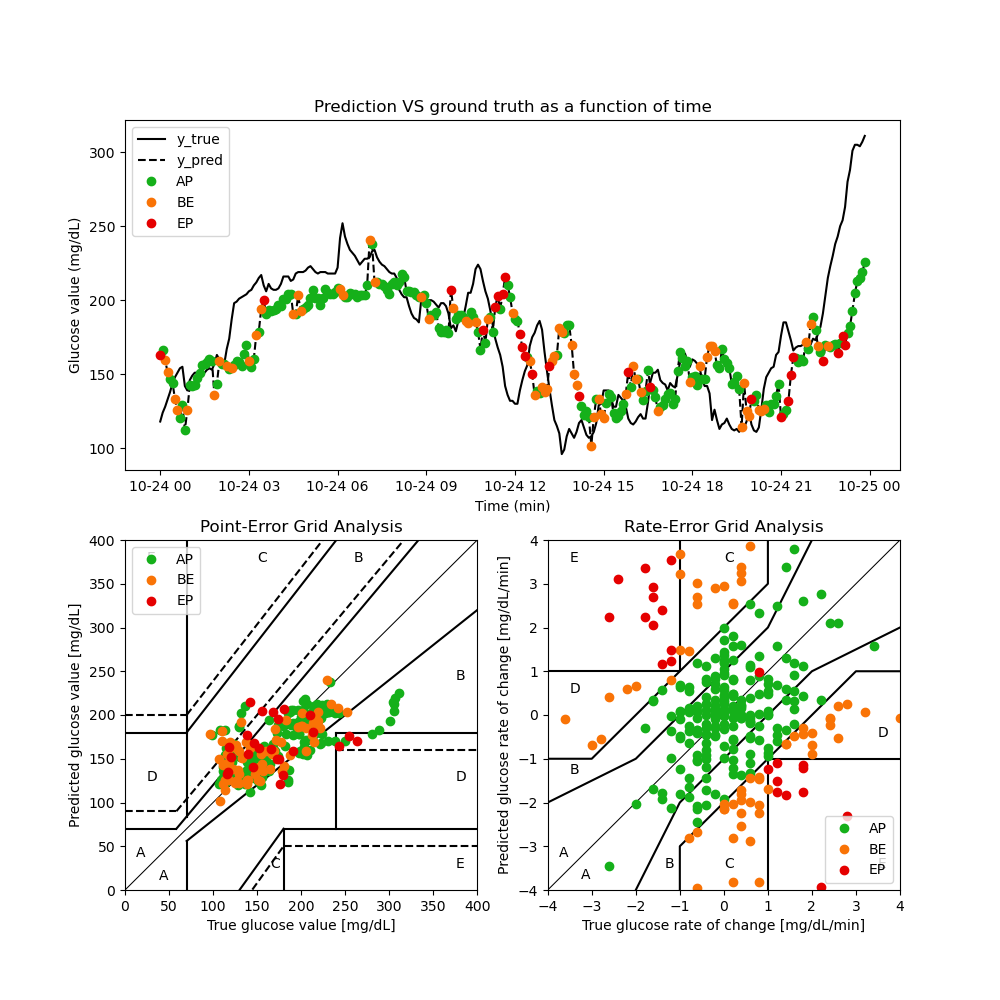 Prediction VS ground truth as a function of time
Glucose value (mg/dL)
300
250
200
150
100
y_true
y_pred
AP
BE
EP
10-24 00 10-24 03 10-24 06 10-24 09 10-24 12 10-24 15 10-24 18 10-24 21 10-25 00
Time (min)
Point-Error Grid Analysis
Predicted glucose value [mg/dL]
400
350
300
250
200
150
100
50
0
AP
BE
EP
C
B
B
D
D
A
A
C
E
0 50 100 150 200 250 300 350 400
True glucose value [mg/dL]
Rate-Error Grid Analysis
Predicted glucose rate of change [mg/dL/min]
4
3
2
1
0
−1
−2
−3
−4
E
C
D
D
B
A
A
B
C
AP
BE
EP
−4 −3 −2 −1 0 1 2 3 4
True glucose rate of change [mg/dL/min]